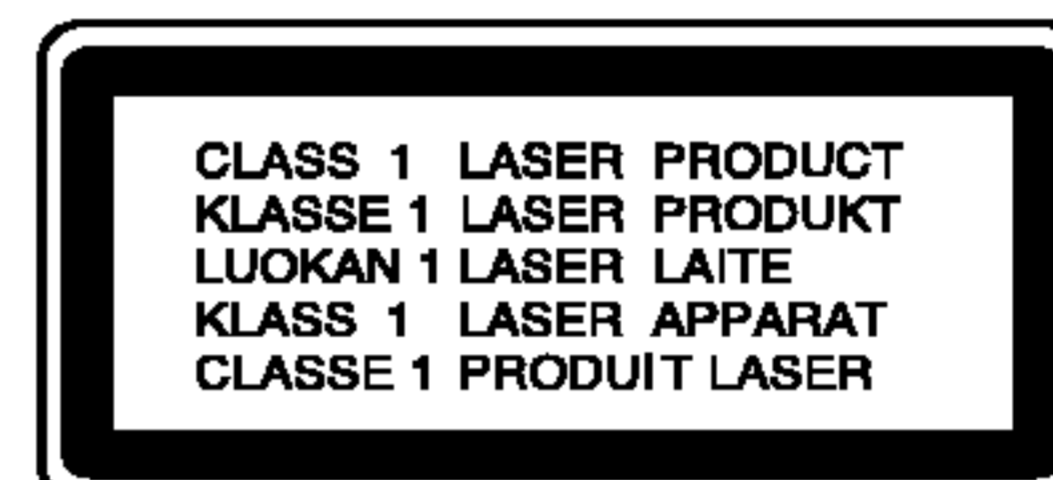 CLASS 1 LASER PRODUCT
KLASSE 1 LASER PRODUKT
LUOKAN 1 LASER LAITE
KLASS 1 LASER APPARAT
CLASSE 1 PRODUIT LASER